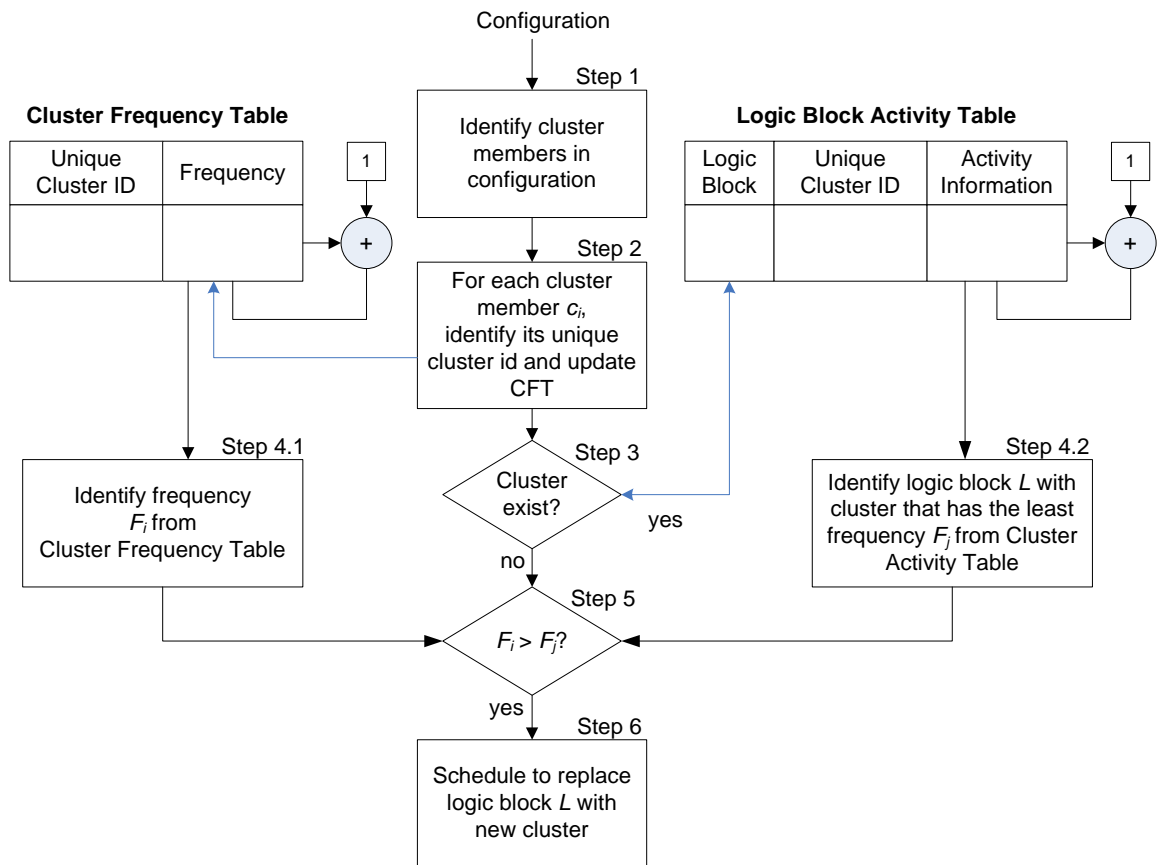 Configuration
Step 1
Identify cluster
members in
configuration
Cluster Frequency Table
Unique
Cluster ID
Frequency
1
+
Logic Block Activity Table
Logic
Block
Unique
Cluster ID
Activity
Information
1
+
Step 2
For each cluster
member ci,
identify its unique
cluster id and update
CFT
Step 3
Cluster
exist?
yes
no
Step 4.1
Identify frequency
Fi from
Cluster Frequency Table
Step 4.2
Identify logic block L with
cluster that has the least
frequency Fj from Cluster
Activity Table
Step 5
Fi > Fj?
yes
Step 6
Schedule to replace
logic block L with
new cluster